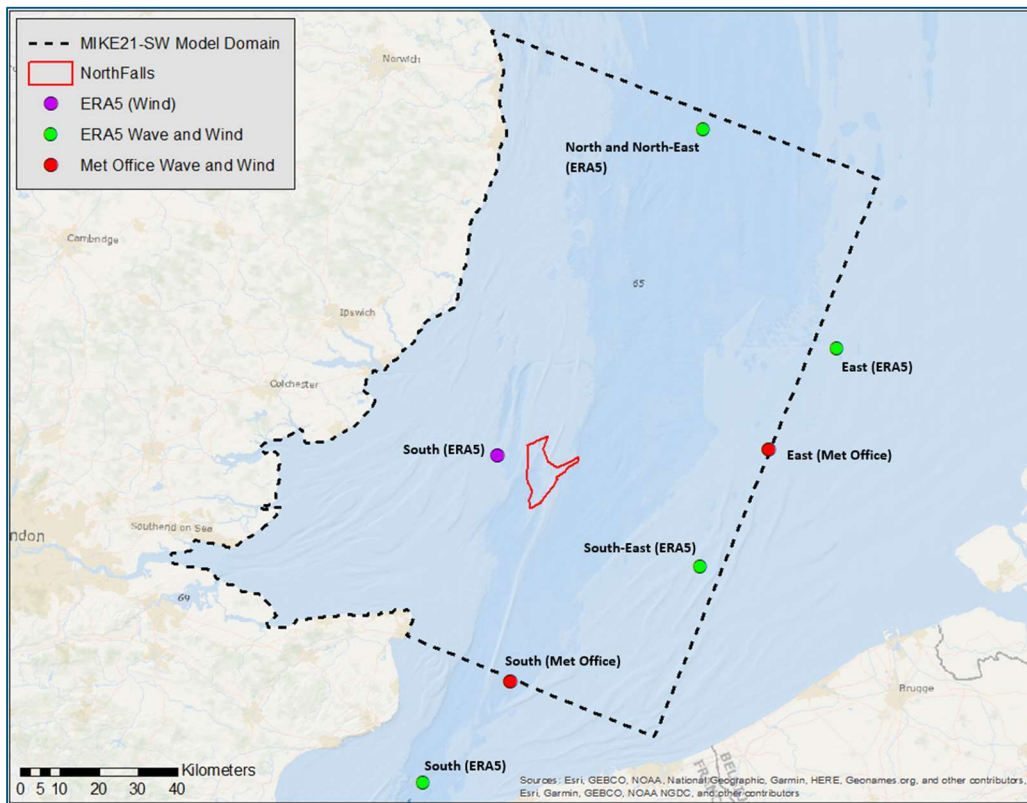 MIKE21-SW Model Domain
NorthFalls
ERA5 (Wind)
ERA5 Wave and Wind
Met Office Wave and Wind
Norwich
North and North-East
(ERA5)
Cambridge
65
Ipswich
East (ERA5)
Colchester
South (ERA5)
East (Met Office)
Southend on Sea
ndon
South-East (ERA5)
69
South (Met Office)
Brugge
Kilometers
0 5 10 20 30 40
South (ERA5)
Sources: Esri, GEBCO, NOAA, National Geographic, Garmin, HERE, Geonames.org, and other contributors,
Esri, Garmin, GEBCO, NOAA NGDC, and other contributors